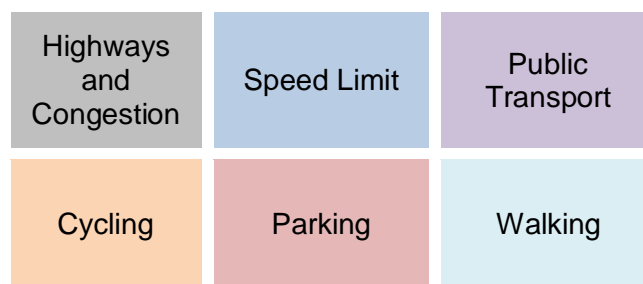 Highways
and
Congestion
Speed Limit
Public
Transport
Cycling
Parking
Walking